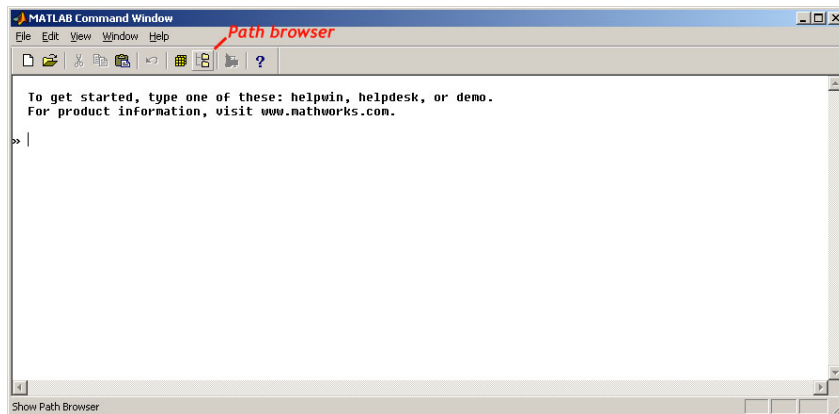 MATLAB Command Window
File Edit View Window Help
Path browser
?
To get started, type one of these: helpwin, helpdesk, or demo.
For product information, visit www.mathworks.com.
»
Show Path Browser